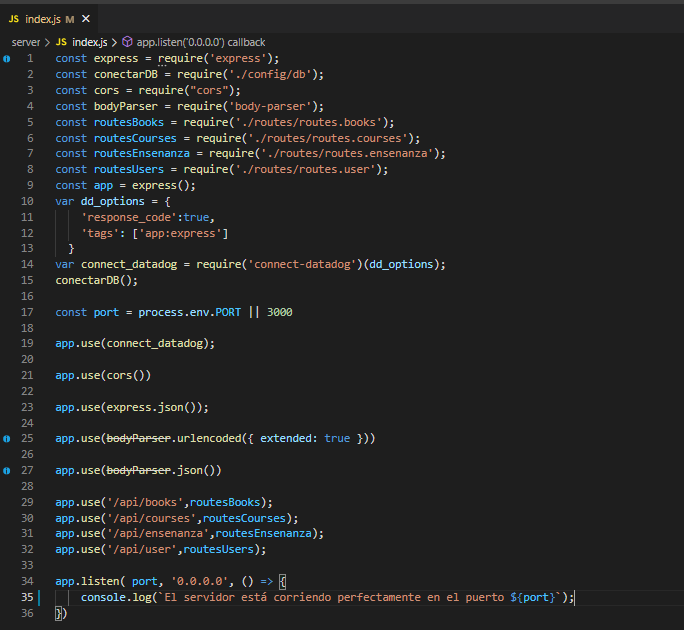 JS index.js M ×
server > JS index.js > app.listen('0.0.0.0') callback
1 const express = require('express');
2 const conectarDB = require('./config/db');
3 const cors = require("cors");
4 const bodyParser = require('body-parser');
5 const routesBooks = require('./routes/routes.books');
6 const routesCourses = require('./routes/routes.courses');
7 const routesEnsenanza = require('./routes/routes.ensenanza');
8 const routesUsers = require('./routes/routes.user');
9 const app = express();
10 var dd_options = {
11 'response_code':true,
12 'tags': ['app:express']
13 }
14 var connect_datadog = require('connect-datadog')(dd_options);
15 conectarDB();
16
17 const port = process.env.PORT || 3000
18
19 app.use(connect_datadog);
20
21 app.use(cors())
22
23 app.use(express.json());
24
25 app.use(bodyParser.urlencoded({ extended: true }))
26
27 app.use(bodyParser.json())
28
29 app.use('/api/books',routesBooks);
30 app.use('/api/courses',routesCourses);
31 app.use('/api/ensenanza',routesEnsenanza);
32 app.use('/api/user',routesUsers);
33
34 app.listen( port, '0.0.0.0', () => {
35 console.log(`El servidor está corriendo perfectamente en el puerto ${port}`);
36 })